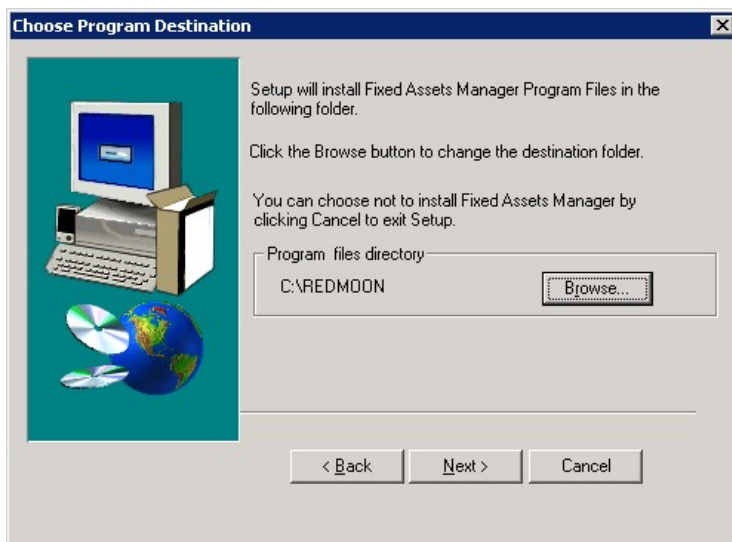 Choose Program Destination
Setup will install Fixed Assets Manager Program Files in the
following folder.
Click the Browse button to change the destination folder.
You can choose not to install Fixed Assets Manager by
clicking Cancel to exit Setup.
Program files directory
C:\REDMOON
Browse...
< Back
Next >
Cancel